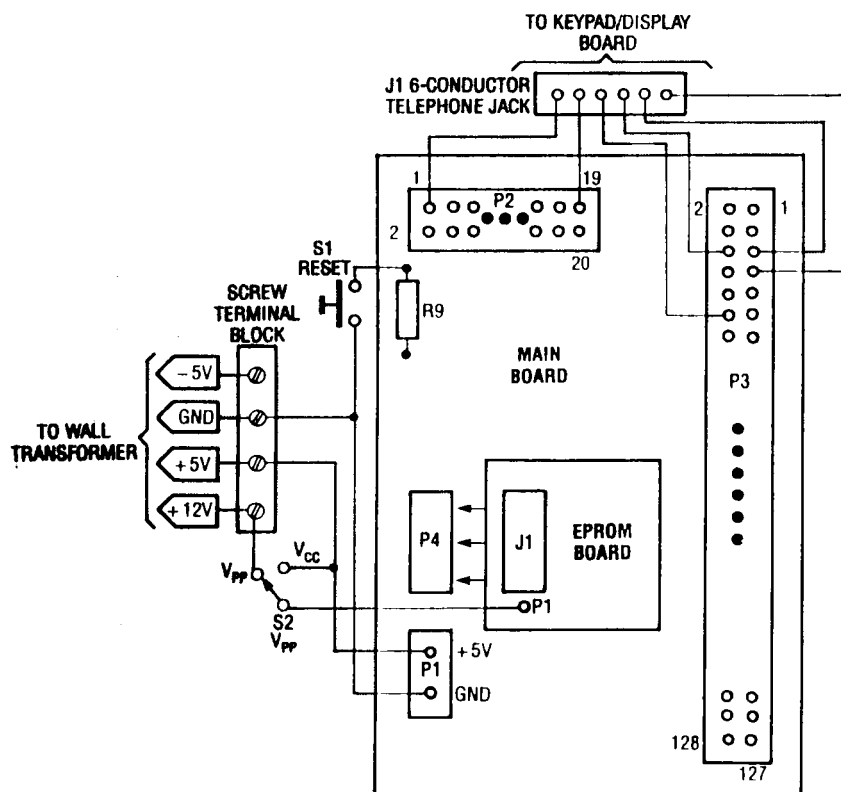 TO KEYPAD/DISPLAY
BOARD
J1 6-CONDUCTOR
TELEPHONE JACK
1
19
P2
2
20
2
1
S1
RESET
R9
SCREW
TERMINAL
BLOCK
MAIN
BOARD
P3
- 5V
GND
+ 5V
+ 12V
TO WALL
TRANSFORMER
P4
J1
EPROM
BOARD
VCC
VPP
P1
S2
VPP
+ 5V
P1
GND
128
127